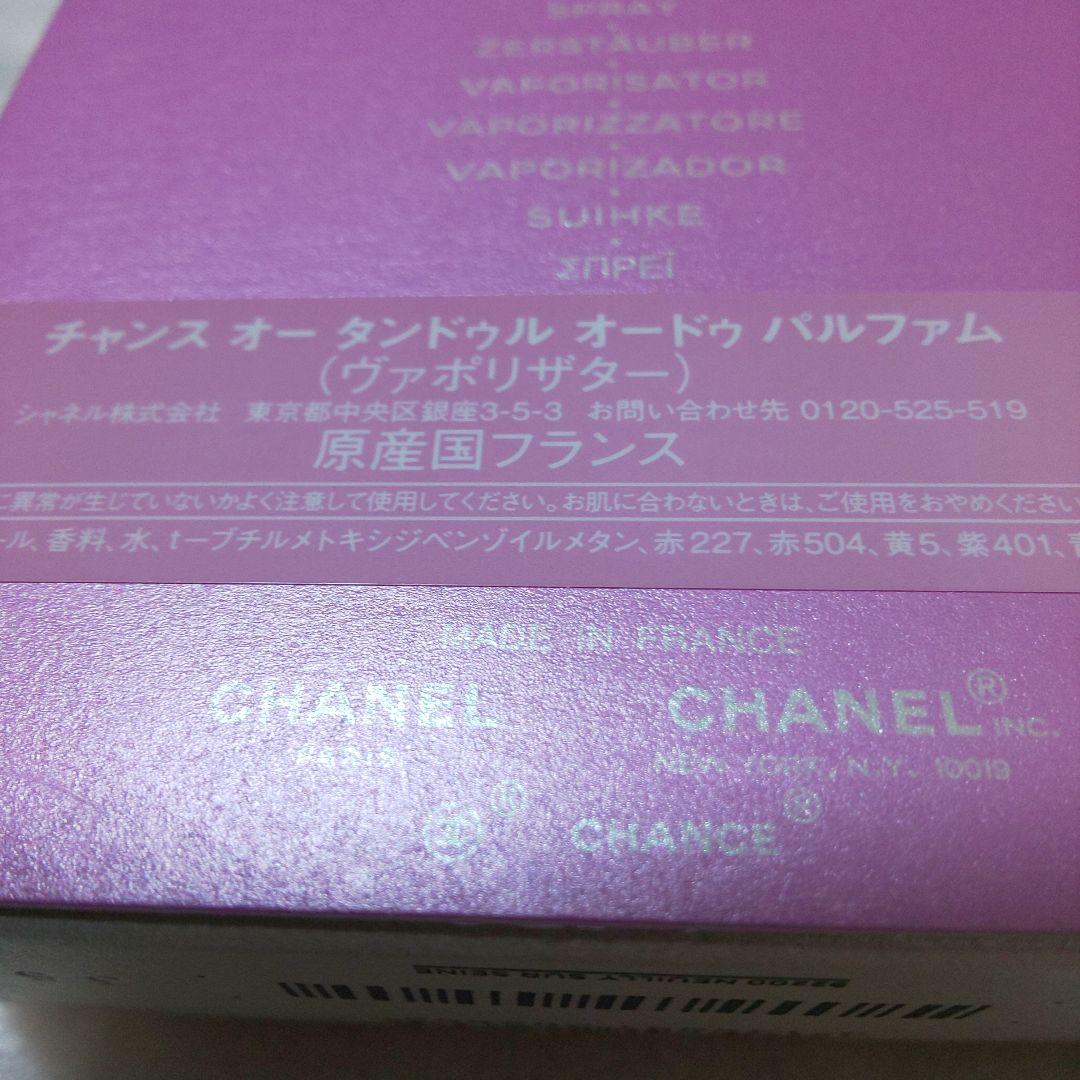 SPRAY
ZERSTÄUBER
VAPORISATOR
VAPORIZZATORE
VAPORIZADOR
SUIHKE
ΣΠΡΕΪ
チャンス オー タンドゥル オードゥ パルファム
（ヴァポリザター）
シャネル株式会社 東京都中央区銀座3-5-3 お問い合わせ先 0120-525-519
原産国フランス
に異常が生じていないかよく注意して使用してください。お肌に合わないときは、ご使用をおやめください
ール、香料、水、t-ブチルメトキシジベンゾイルメタン、赤227、赤504、黄5、紫401、青
MADE IN FRANCE
CHANEL
PARIS
CHANEL® INC.
NEW YORK, N.Y. 10019
® CHANCE®
92200 NEUILLY SUR SEINE